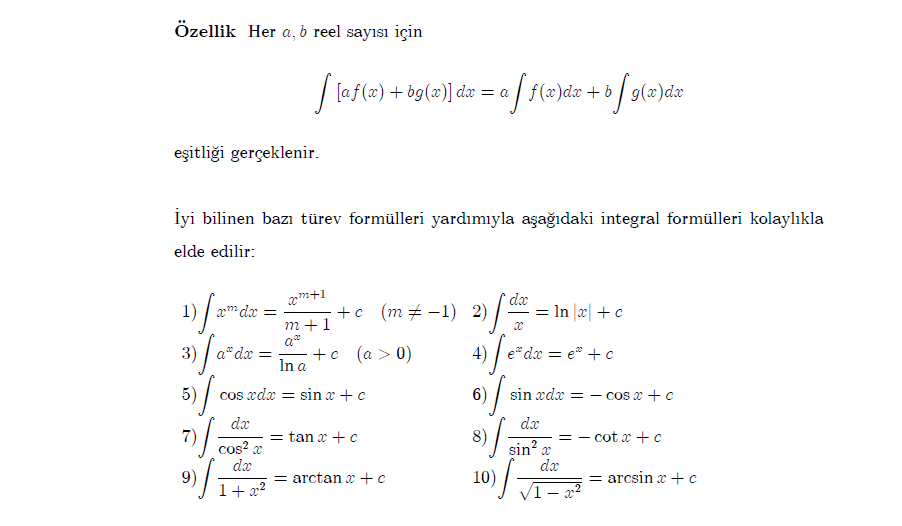 Özellik Her a, b reel sayısı için
∫ [af(x) + bg(x)] dx = a ∫ f(x)dx + b ∫ g(x)dx
eşitliği gerçeklenir.
İyi bilinen bazı türev formülleri yardımıyla aşağıdaki integral formülleri kolaylıkla
elde edilir:
1) ∫ x^m dx = x^{m+1}/(m + 1) + c (m ≠ −1) 2) ∫ dx/x = ln |x| + c
3) ∫ a^x dx = a^x/ln a + c (a > 0) 4) ∫ e^x dx = e^x + c
5) ∫ cos xdx = sin x + c 6) ∫ sin xdx = − cos x + c
7) ∫ dx/cos² x = tan x + c 8) ∫ dx/sin² x = − cot x + c
9) ∫ dx/(1 + x²) = arctan x + c 10) ∫ dx/√(1 − x²) = arcsin x + c